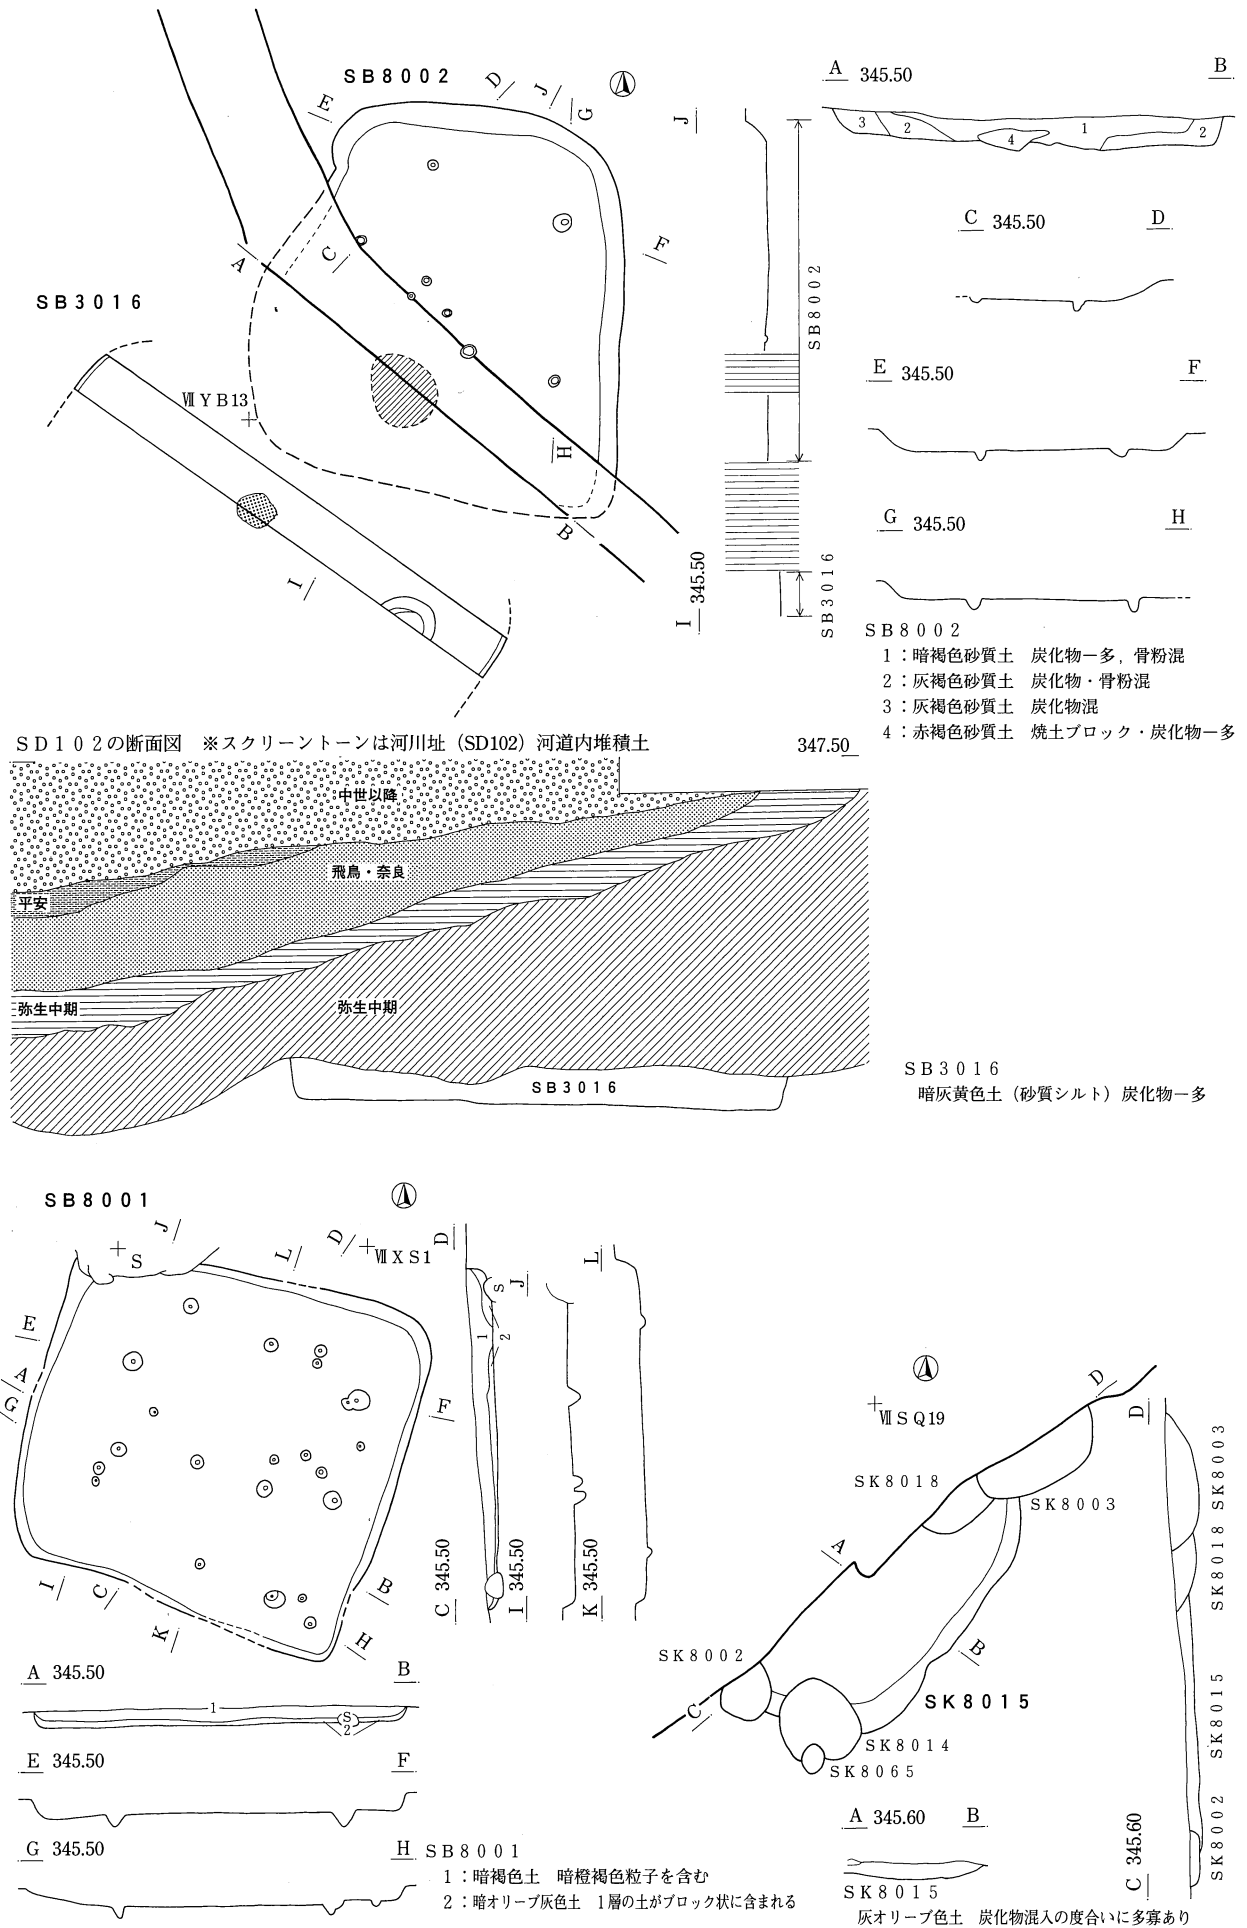 SB8002
D
J
G
E
F
C
A
H
B
SB3016
ⅦYB13
I
J
SB8002
SB3016
I 345.50
A 345.50 B
3
2
4
1
2
C 345.50 D
E 345.50 F
G 345.50 H
SB8002
1：暗褐色砂質土　炭化物－多，骨粉混
2：灰褐色砂質土　炭化物・骨粉混
3：灰褐色砂質土　炭化物混
4：赤褐色砂質土　焼土ブロック・炭化物－多
SD102の断面図　※スクリーントーンは河川址（SD102）河道内堆積土
347.50
中世以降
飛鳥・奈良
平安
弥生中期
弥生中期
SB3016
SB3016
暗灰黄色土（砂質シルト）炭化物－多
SB8001
J
S
L
D
ⅦXS1
E
A
G
F
I
C
K
B
H
D
S
1
2
C 345.50
J
I 345.50
L
K 345.50
A 345.50 B
1
S
2
E 345.50 F
G 345.50 H
SB8001
1：暗褐色土　暗橙褐色粒子を含む
2：暗オリーブ灰色土　1層の土がブロック状に含まれる
ⅦSQ19
D
SK8018
SK8003
A
B
SK8002
C
SK8015
SK8014
SK8065
D
SK8003
SK8018
SK8015
SK8002
C 345.60
A 345.60 B
SK8015
灰オリーブ色土　炭化物混入の度合いに多寡あり